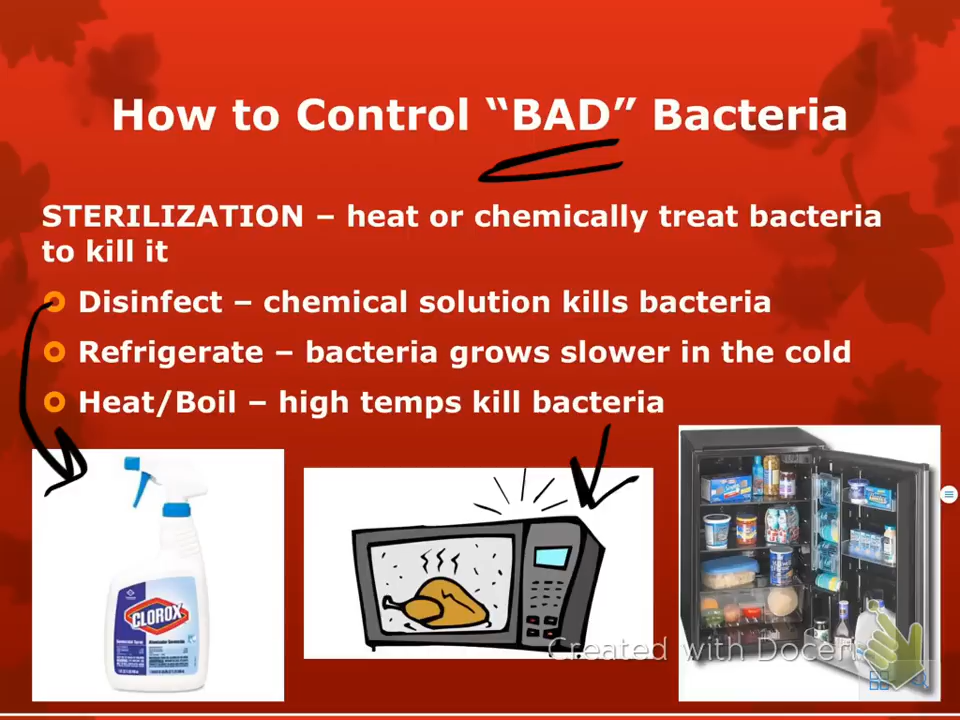 How to Control “BAD” Bacteria
STERILIZATION – heat or chemically treat bacteria
to kill it
Disinfect – chemical solution kills bacteria
Refrigerate – bacteria grows slower in the cold
Heat/Boil – high temps kill bacteria
CLOROX
Created with Doceri